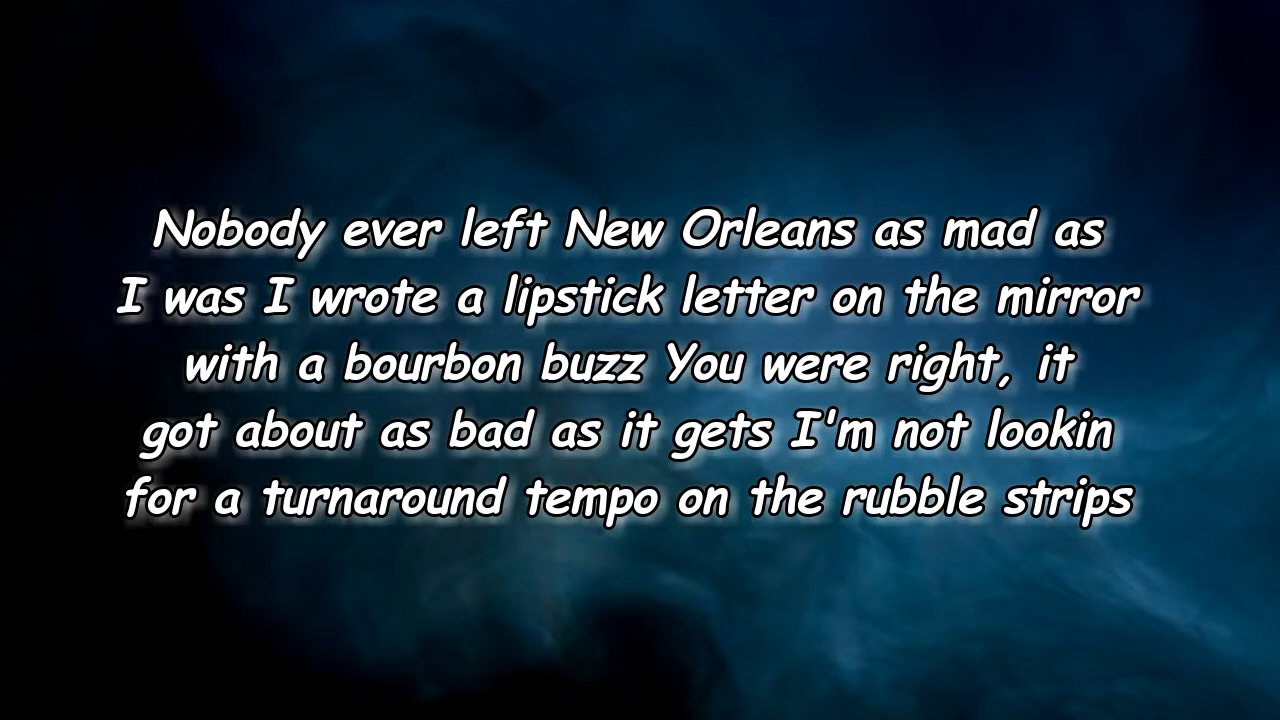 Nobody ever left New Orleans as mad as
I was I wrote a lipstick letter on the mirror
with a bourbon buzz You were right, it
got about as bad as it gets I'm not lookin
for a turnaround tempo on the rubble strips